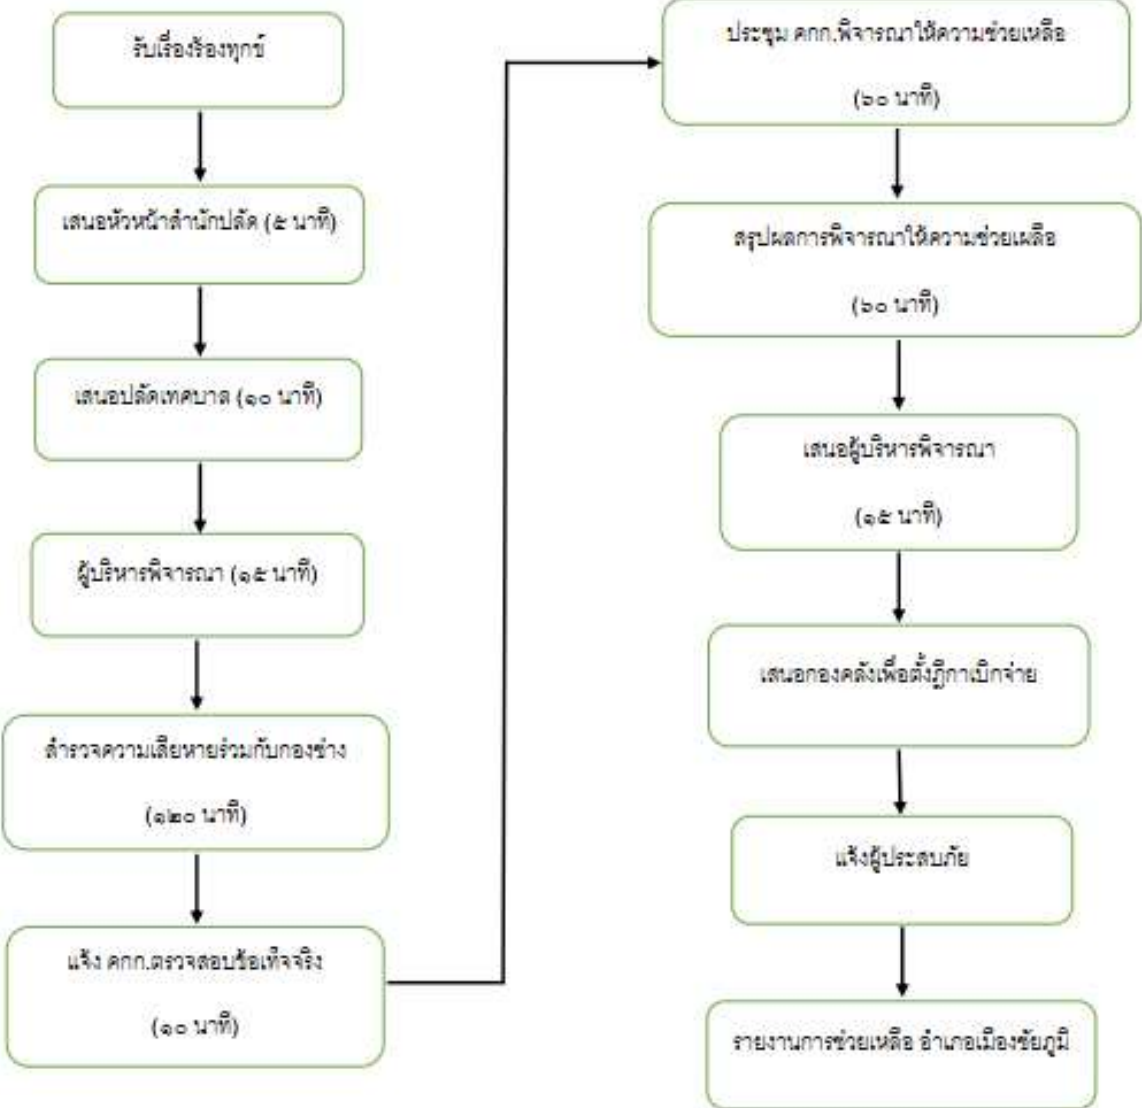 รับเรื่องร้องทุกข์
เสนอหัวหน้าสำนักปลัด (๕ นาที)
เสนอปลัดเทศบาล (๑๐ นาที)
ผู้บริหารพิจารณา (๑๕ นาที)
สำรวจความเสียหายร่วมกับกองช่าง
(๑๒๐ นาที)
แจ้ง คกก.ตรวจสอบข้อเท็จจริง
(๑๐ นาที)
ประชุม คกก.พิจารณาให้ความช่วยเหลือ
(๖๐ นาที)
สรุปผลการพิจารณาให้ความช่วยเผลือ
(๖๐ นาที)
เสนอผู้บริหารพิจารณา
(๑๕ นาที)
เสนอกองคลังเพื่อตั้งฎีกาเบิกจ่าย
แจ้งผู้ประสบภัย
รายงานการช่วยเหลือ อำเภอเมืองชัยภูมิ